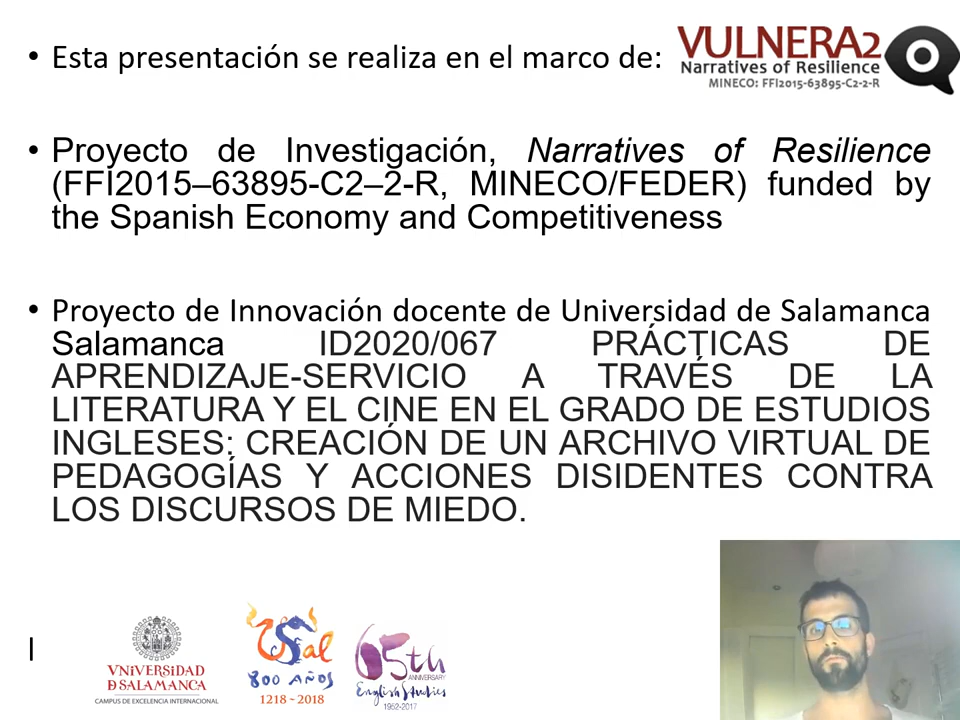 • Esta presentación se realiza en el marco de:
VULNERA2
Narratives of Resilience
MINECO: FFI2015-63895-C2-2-R
• Proyecto de Investigación, Narratives of Resilience
(FFI2015–63895-C2–2-R, MINECO/FEDER) funded by
the Spanish Economy and Competitiveness
• Proyecto de Innovación docente de Universidad de Salamanca
Salamanca ID2020/067 PRÁCTICAS DE
APRENDIZAJE-SERVICIO A TRAVÉS DE LA
LITERATURA Y EL CINE EN EL GRADO DE ESTUDIOS
INGLESES: CREACIÓN DE UN ARCHIVO VIRTUAL DE
PEDAGOGÍAS Y ACCIONES DISIDENTES CONTRA
LOS DISCURSOS DE MIEDO.
l
VNiVERSiDAD
D SALAMANCA
CAMPUS DE EXCELENCIA INTERNACIONAL
USal
800 AÑOS
1218 - 2018
65th
ANNIVERSARY
English Studies
1952-2017